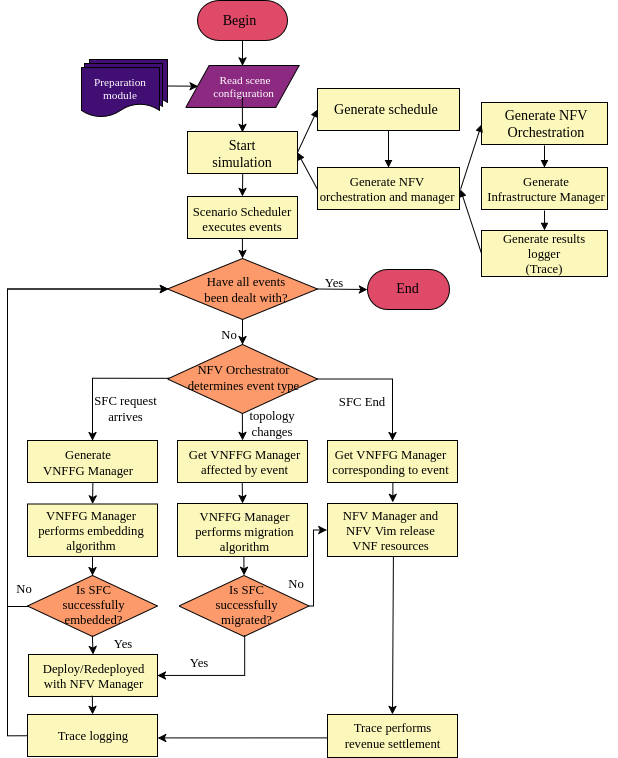 Begin
Preparation
module
Read scene
configuration
Generate schedule
Generate NFV
Orchestration
Start
simulation
Generate NFV
orchestration and manager
Generate
Infrastructure Manager
Scenario Scheduler
executes events
Generate results
logger
(Trace)
Have all events
been dealt with?
Yes
End
No
NFV Orchestrator
determines event type
SFC request
arrives
topology
changes
SFC End
Generate
VNFFG Manager
Get VNFFG Manager
affected by event
Get VNFFG Manager
corresponding to event
VNFFG Manager
performs embedding
algorithm
VNFFG Manager
performs migration
algorithm
NFV Manager and
NFV Vim release
VNF resources
No
Is SFC
successfully
embedded?
Is SFC
successfully
migrated?
No
Yes
Yes
Deploy/Redeployed
with NFV Manager
Trace logging
Trace performs
revenue settlement